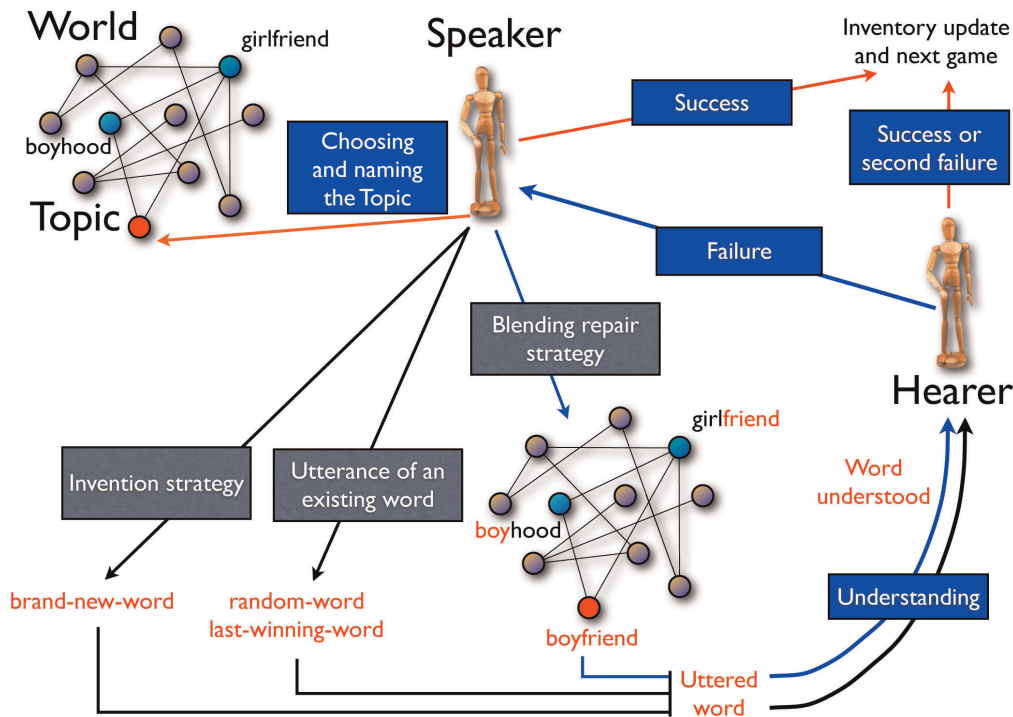 World
girlfriend
boyhood
Topic
Speaker
Choosing
and naming
the Topic
Success
Inventory update
and next game
Success or
second failure
Failure
Hearer
Blending repair
strategy
Invention strategy
Utterance of an
existing word
girlfriend
boyhood
boyfriend
brand-new-word
random-word
last-winning-word
Word
understood
Understanding
Uttered
word